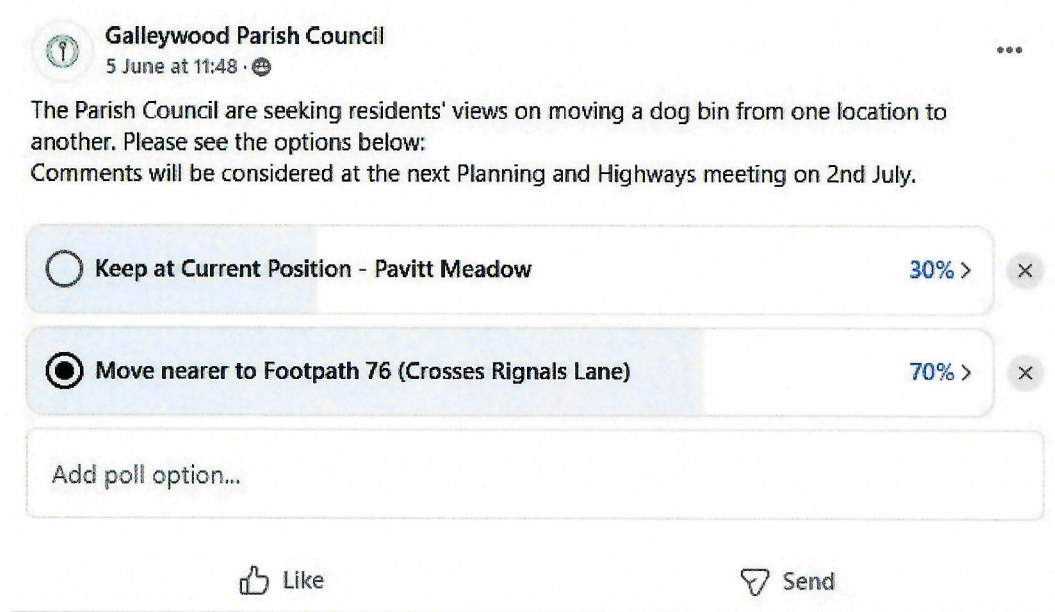 Galleywood Parish Council
5 June at 11:48 ·
The Parish Council are seeking residents' views on moving a dog bin from one location to
another. Please see the options below:
Comments will be considered at the next Planning and Highways meeting on 2nd July.
Keep at Current Position - Pavitt Meadow 30% >
Move nearer to Footpath 76 (Crosses Rignals Lane) 70% >
Add poll option...
Like Send